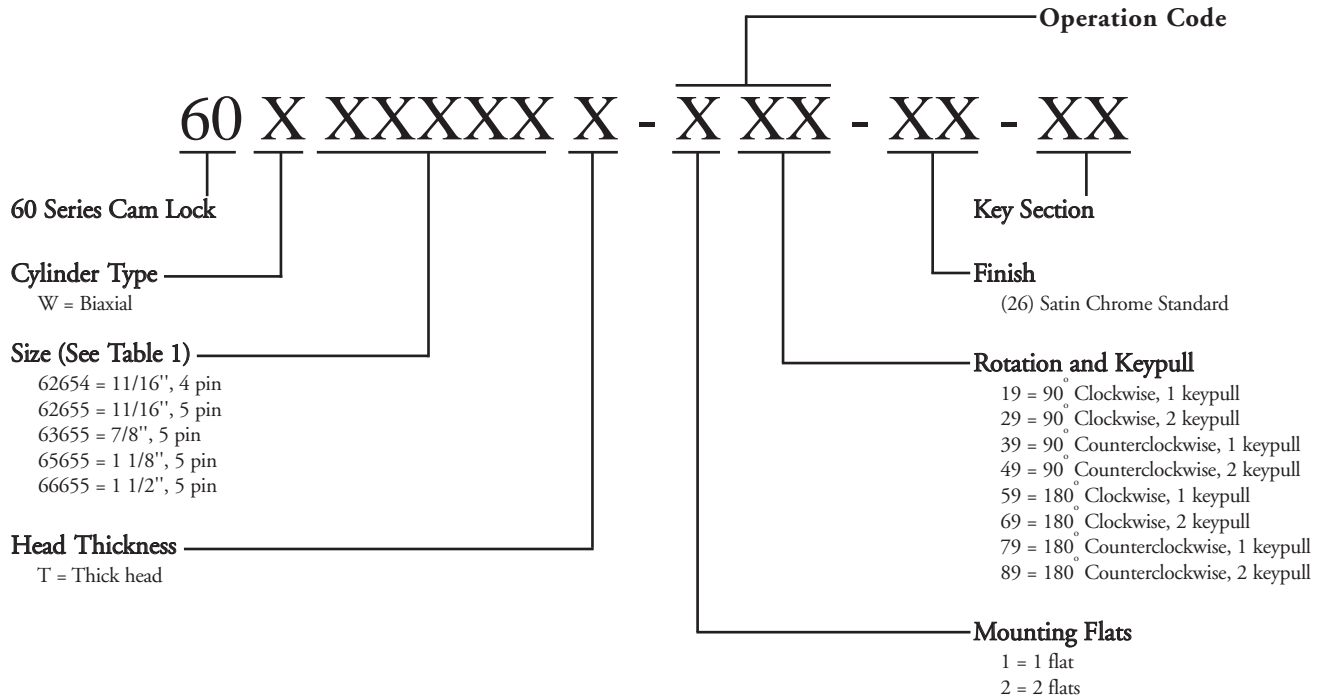 Operation Code
60 X XXXXX X - X XX - XX - XX
60 Series Cam Lock
Cylinder Type
W = Biaxial
Size (See Table 1)
62654 = 11/16", 4 pin
62655 = 11/16", 5 pin
63655 = 7/8", 5 pin
65655 = 1 1/8", 5 pin
66655 = 1 1/2", 5 pin
Head Thickness
T = Thick head
Key Section
Finish
(26) Satin Chrome Standard
Rotation and Keypull
19 = 90° Clockwise, 1 keypull
29 = 90° Clockwise, 2 keypull
39 = 90° Counterclockwise, 1 keypull
49 = 90° Counterclockwise, 2 keypull
59 = 180° Clockwise, 1 keypull
69 = 180° Clockwise, 2 keypull
79 = 180° Counterclockwise, 1 keypull
89 = 180° Counterclockwise, 2 keypull
Mounting Flats
1 = 1 flat
2 = 2 flats